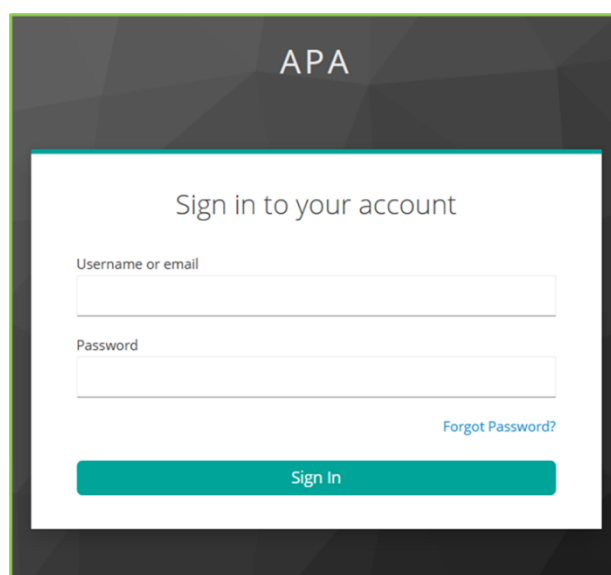 APA
Sign in to your account
Username or email
Password
Forgot Password?
Sign In